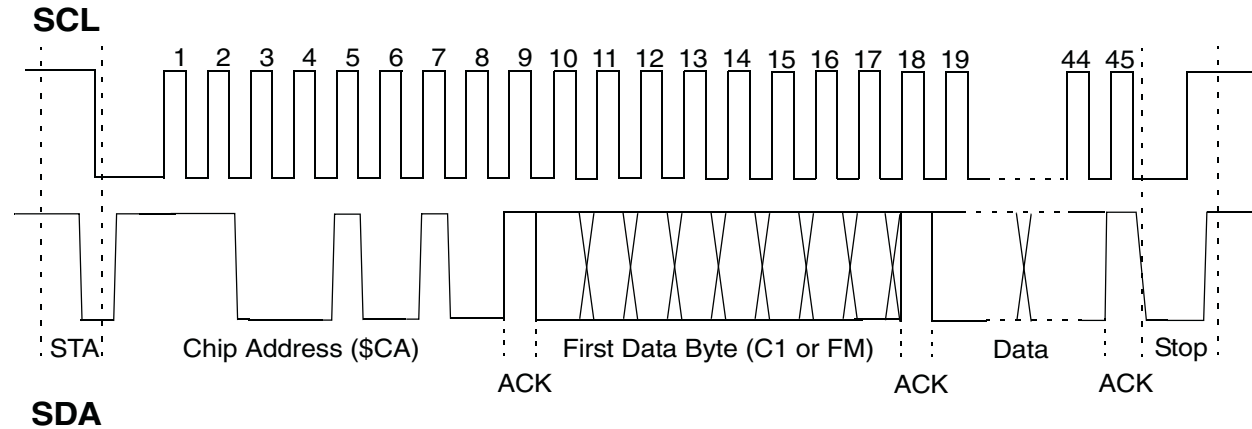 SCL
1 2 3 4 5 6 7 8 9 10 11 12 13 14 15 16 17 18 19 44 45
STA Chip Address ($CA) First Data Byte (C1 or FM) Data Stop
ACK ACK ACK
SDA